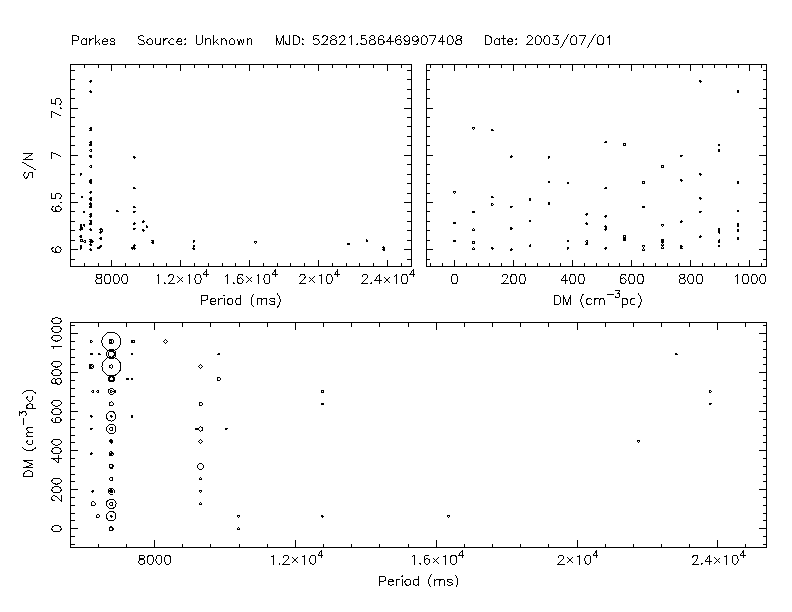 Parkes Source: Unknown MJD: 52821.586469907408 Date: 2003/07/01
S/N
7.5
7
6.5
6
8000 1.2×10⁴ 1.6×10⁴ 2×10⁴ 2.4×10⁴
Period (ms)
0 200 400 600 800 1000
DM (cm⁻³pc)
DM (cm⁻³pc)
1000
800
600
400
200
0
8000 1.2×10⁴ 1.6×10⁴ 2×10⁴ 2.4×10⁴
Period (ms)